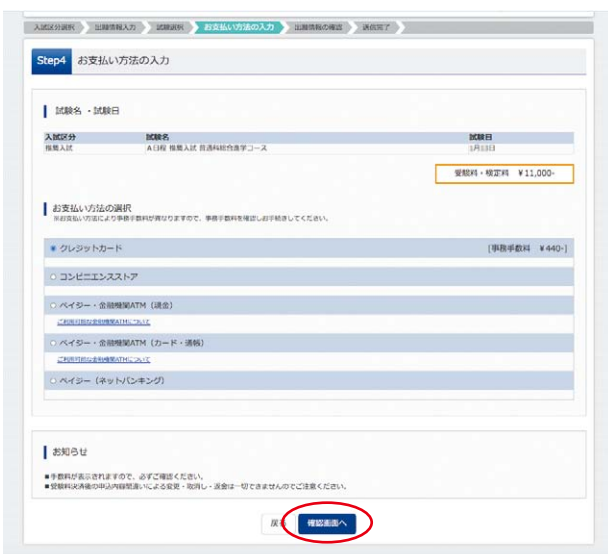 入試区分選択 出願情報入力 試験選択 お支払い方法の入力 出願情報の確認 送信完了
Step4 お支払い方法の入力
試験名 ・試験日
入試区分 試験名 試験日
推薦入試 A日程 推薦入試 普通科総合進学コース 1月13日
受験料・検定料 ￥11,000-
お支払い方法の選択
※お支払い方法により事務手数料が異なりますので、事務手数料を確認しお手続きしてください。
クレジットカード [事務手数料 ￥440-]
コンビニエンスストア
ペイジー・金融機関ATM（現金）
ご利用可能な金融機関ATMについて
ペイジー・金融機関ATM（カード・通帳）
ご利用可能な金融機関ATMについて
ペイジー（ネットバンキング）
お知らせ
■手数料が表示されますので、必ずご確認ください。
■受験料決済後の申込内容間違いによる変更・取消し・返金は一切できませんのでご注意ください。
戻る 確認画面へ